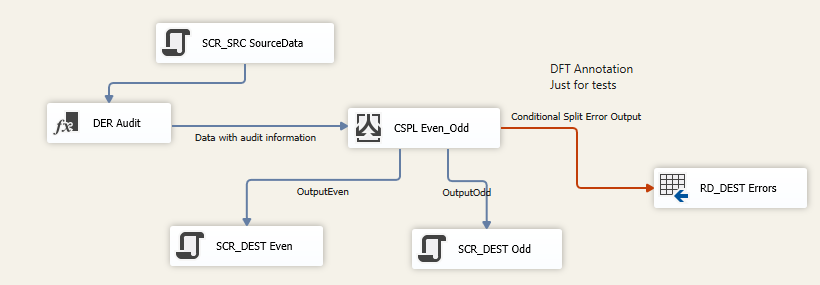 SCR_SRC SourceData
DFT Annotation
Just for tests
DER Audit
Data with audit information
CSPL Even_Odd
Conditional Split Error Output
RD_DEST Errors
OutputEven
OutputOdd
SCR_DEST Even
SCR_DEST Odd